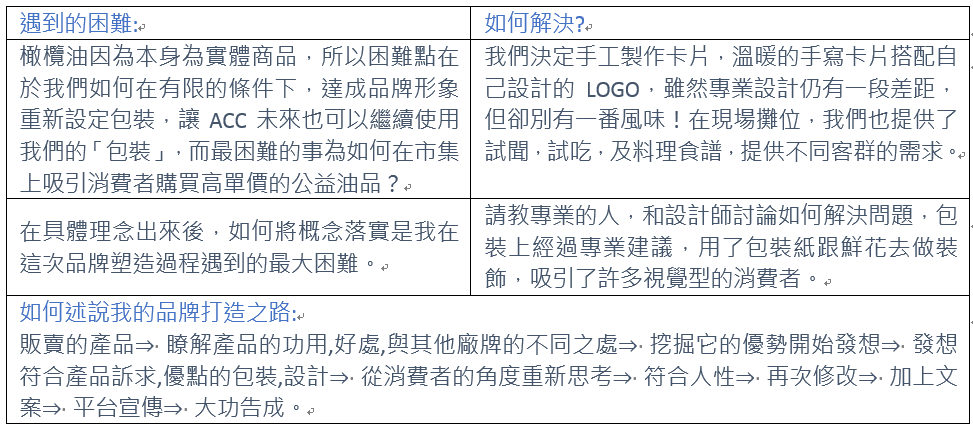 遇到的困難:
如何解決?
橄欖油因為本身為實體商品，所以困難點在
於我們如何在有限的條件下，達成品牌形象
重新設定包裝，讓 ACC 未來也可以繼續使用
我們的「包裝」，而最困難的事為如何在市集
上吸引消費者購買高單價的公益油品？
我們決定手工製作卡片，溫暖的手寫卡片搭配自
己設計的 LOGO，雖然專業設計仍有一段差距，
但卻別有一番風味！在現場攤位，我們也提供了
試聞，試吃，及料理食譜，提供不同客群的需求。
在具體理念出來後，如何將概念落實是我在
這次品牌塑造過程遇到的最大困難。
請教專業的人，和設計師討論如何解決問題，包
裝上經過專業建議，用了包裝紙跟鮮花去做裝
飾，吸引了許多視覺型的消費者。
如何述說我的品牌打造之路:
販賣的產品⇒ 瞭解產品的功用,好處,與其他廠牌的不同之處⇒ 挖掘它的優勢開始發想⇒ 發想
符合產品訴求,優點的包裝,設計⇒ 從消費者的角度重新思考⇒ 符合人性⇒ 再次修改⇒ 加上文
案⇒ 平台宣傳⇒ 大功告成。